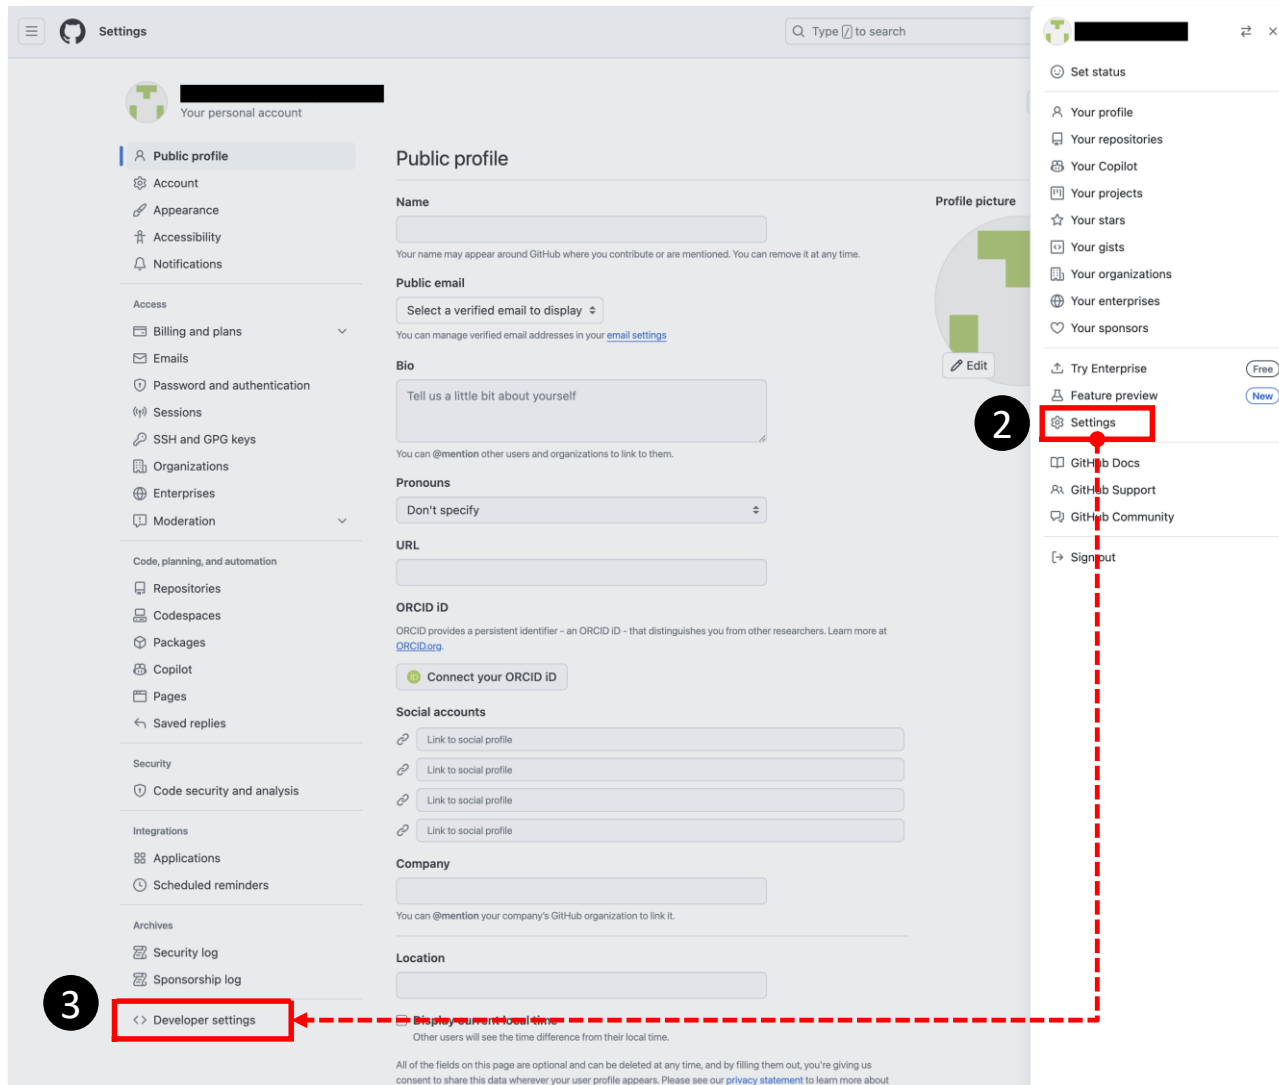 Settings
Type / to search
Your personal account
Public profile
Account
Appearance
Accessibility
Notifications
Access
Billing and plans
Emails
Password and authentication
Sessions
SSH and GPG keys
Organizations
Enterprises
Moderation
Code, planning, and automation
Repositories
Codespaces
Packages
Copilot
Pages
Saved replies
Security
Code security and analysis
Integrations
Applications
Scheduled reminders
Archives
Security log
Sponsorship log
3
Developer settings
Public profile
Name
Your name may appear around GitHub where you contribute or are mentioned. You can remove it at any time.
Public email
Select a verified email to display
You can manage verified email addresses in your email settings
Bio
Tell us a little bit about yourself
You can @mention other users and organizations to link to them.
Pronouns
Don't specify
URL
ORCID iD
ORCID provides a persistent identifier - an ORCID iD - that distinguishes you from other researchers. Learn more at
ORCID.org.
iD Connect your ORCID iD
Social accounts
Link to social profile
Link to social profile
Link to social profile
Link to social profile
Company
You can @mention your company's GitHub organization to link it.
Location
Display current local time
Other users will see the time difference from their local time.
All of the fields on this page are optional and can be deleted at any time, and by filling them out, you're giving us
consent to share this data wherever your user profile appears. Please see our privacy statement to learn more about
Profile picture
Edit
Set status
Your profile
Your repositories
Your Copilot
Your projects
Your stars
Your gists
Your organizations
Your enterprises
Your sponsors
Try Enterprise Free
Feature preview New
2
Settings
GitHub Docs
GitHub Support
GitHub Community
Sign out